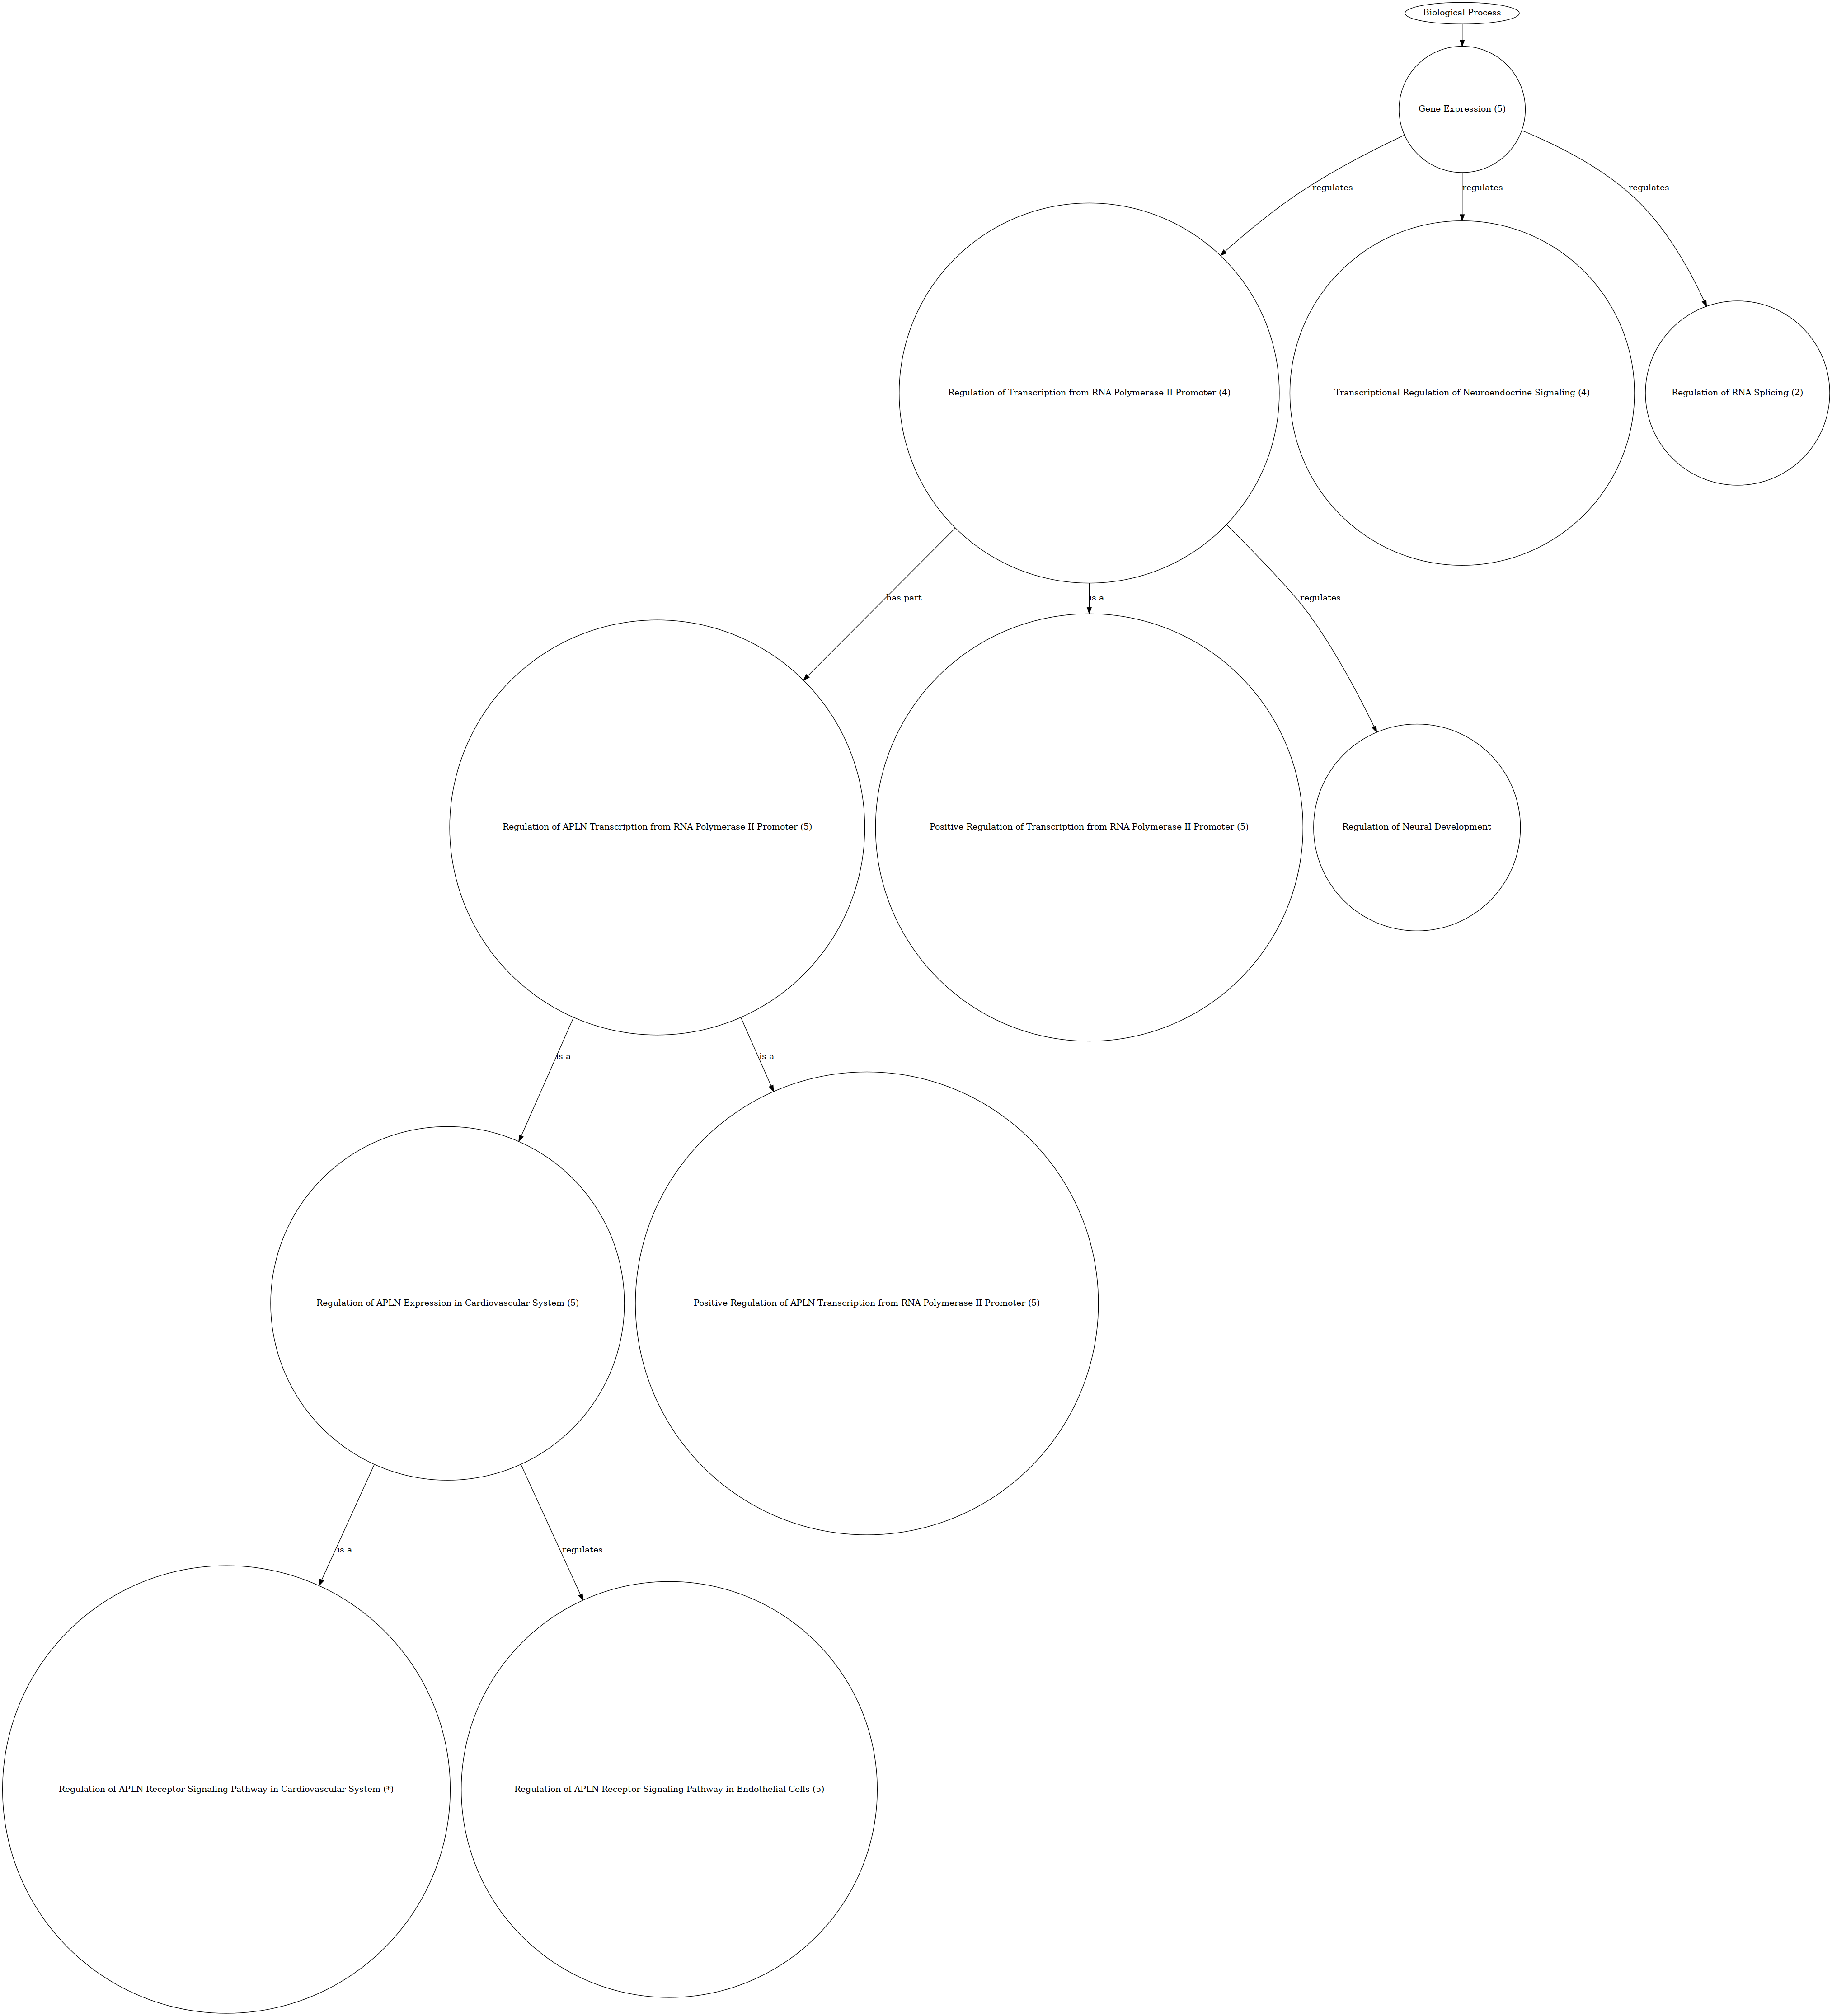 Biological Process
Gene Expression (5)
regulates
regulates
regulates
Regulation of Transcription from RNA Polymerase II Promoter (4)
Transcriptional Regulation of Neuroendocrine Signaling (4)
Regulation of RNA Splicing (2)
has part
is a
regulates
Regulation of APLN Transcription from RNA Polymerase II Promoter (5)
Positive Regulation of Transcription from RNA Polymerase II Promoter (5)
Regulation of Neural Development
is a
is a
Regulation of APLN Expression in Cardiovascular System (5)
Positive Regulation of APLN Transcription from RNA Polymerase II Promoter (5)
is a
regulates
Regulation of APLN Receptor Signaling Pathway in Cardiovascular System (*)
Regulation of APLN Receptor Signaling Pathway in Endothelial Cells (5)